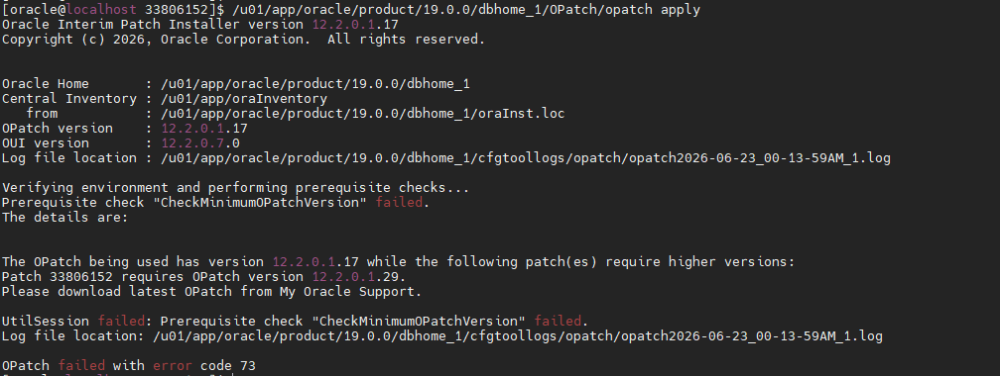 [oracle@localhost 33806152]$ /u01/app/oracle/product/19.0.0/dbhome_1/OPatch/opatch apply
Oracle Interim Patch Installer version 12.2.0.1.17
Copyright (c) 2026, Oracle Corporation.  All rights reserved.
Oracle Home       : /u01/app/oracle/product/19.0.0/dbhome_1
Central Inventory : /u01/app/oraInventory
   from           : /u01/app/oracle/product/19.0.0/dbhome_1/oraInst.loc
OPatch version    : 12.2.0.1.17
OUI version       : 12.2.0.7.0
Log file location : /u01/app/oracle/product/19.0.0/dbhome_1/cfgtoollogs/opatch/opatch2026-06-23_00-13-59AM_1.log
Verifying environment and performing prerequisite checks...
Prerequisite check "CheckMinimumOPatchVersion" failed.
The details are:
The OPatch being used has version 12.2.0.1.17 while the following patch(es) require higher versions:
Patch 33806152 requires OPatch version 12.2.0.1.29.
Please download latest OPatch from My Oracle Support.
UtilSession failed: Prerequisite check "CheckMinimumOPatchVersion" failed.
Log file location: /u01/app/oracle/product/19.0.0/dbhome_1/cfgtoollogs/opatch/opatch2026-06-23_00-13-59AM_1.log
OPatch failed with error code 73